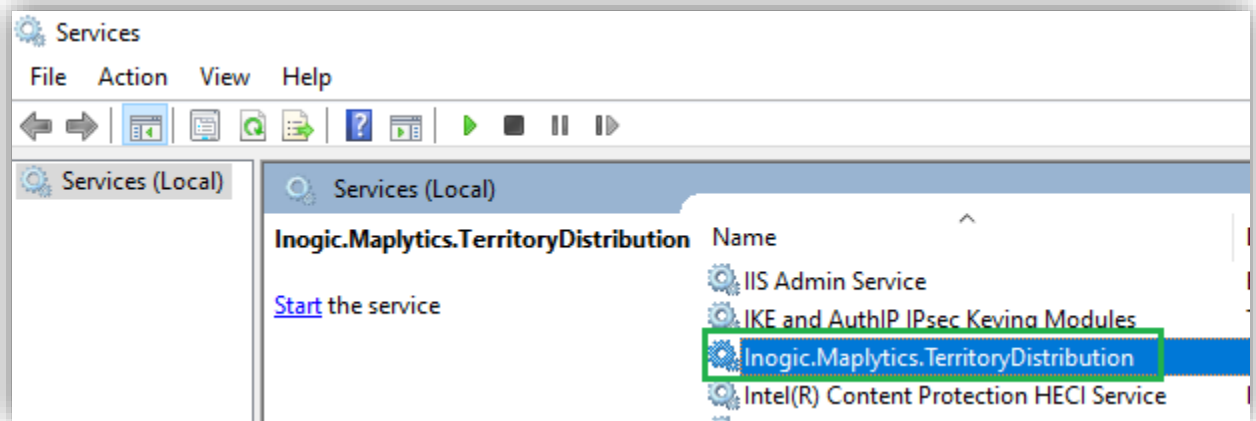 Services
File Action View Help
Services (Local)
Services (Local)
Inogic.Maplytics.TerritoryDistribution
Start the service
Name
IIS Admin Service
IKE and AuthIP IPsec Keying Modules
Inogic.Maplytics.TerritoryDistribution
Intel(R) Content Protection HECI Service